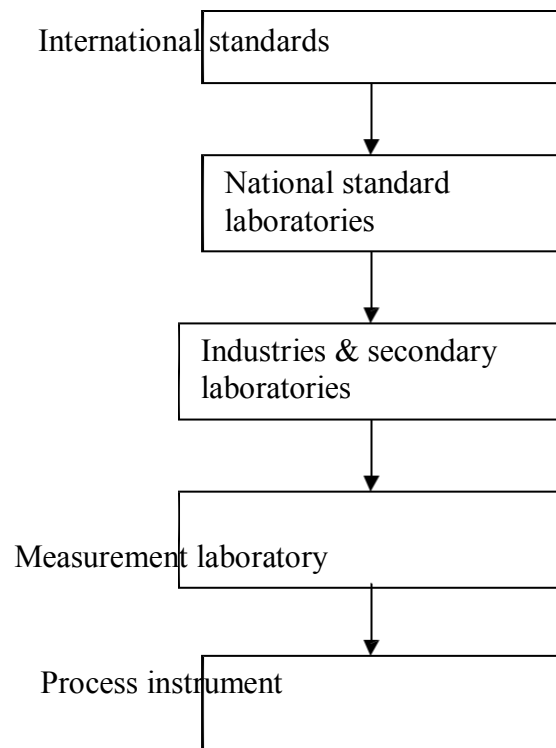 International standards
National standard
laboratories
Industries & secondary
laboratories
Measurement laboratory
Process instrument